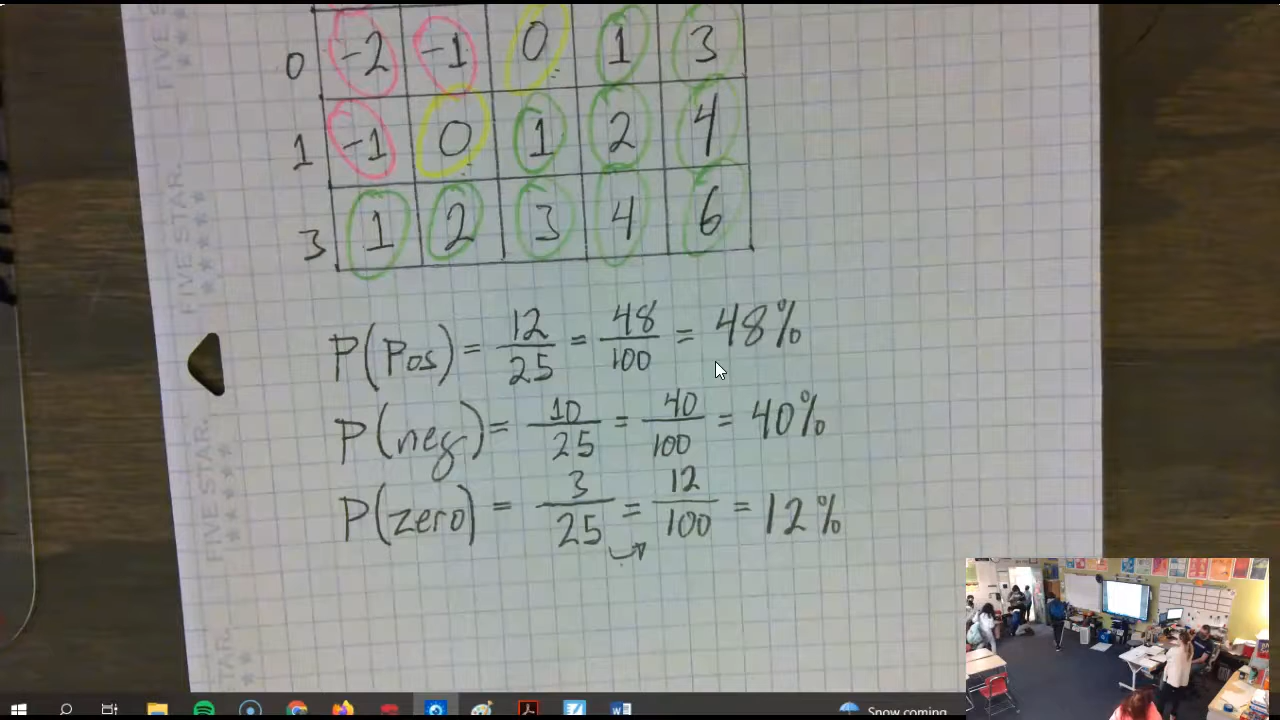 0 -2 -1 0 1 3
1 -1 0 1 2 4
3 1 2 3 4 6
P(Pos) = 12/25 = 48/100 = 48%
P(neg) = 10/25 = 40/100 = 40%
P(zero) = 3/25 = 12/100 = 12%
FIVE STAR.
FIVE STAR.
FIVE STAR.
STAR.
Snow coming